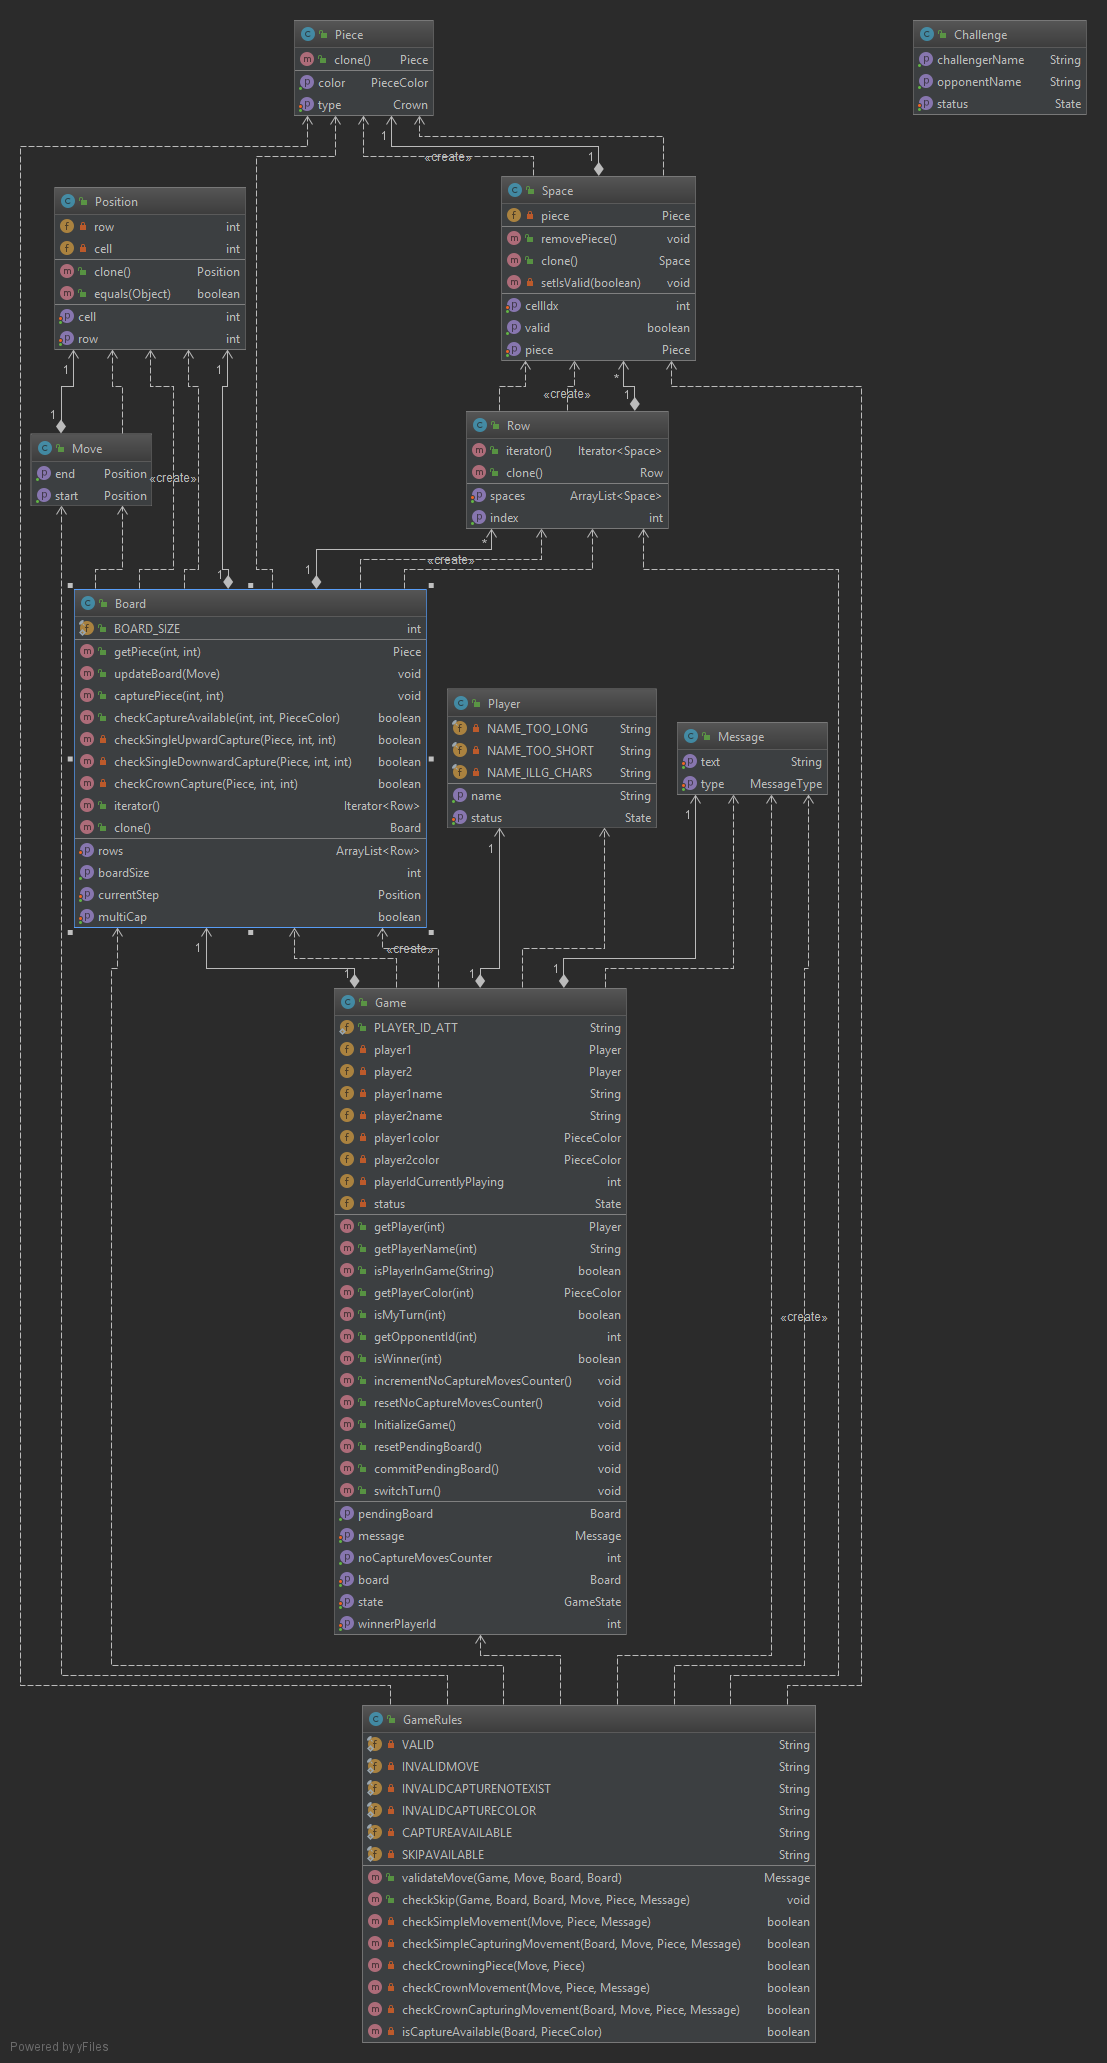 Piece
clone() Piece
color PieceColor
type Crown
Challenge
challengerName String
opponentName String
status State
1
«create»
1
Position
row int
cell int
clone() Position
equals(Object) boolean
cell int
row int
Space
piece Piece
removePiece() void
clone() Space
setIsValid(boolean) void
cellIdx int
valid boolean
piece Piece
1
1
*
«create»
1
1
Move
end Position
start Position
«create»
Row
iterator() Iterator<Space>
clone() Row
spaces ArrayList<Space>
index int
*
«create»
1
1
Board
BOARD_SIZE int
getPiece(int, int) Piece
updateBoard(Move) void
capturePiece(int, int) void
checkCaptureAvailable(int, int, PieceColor) boolean
checkSingleUpwardCapture(Piece, int, int) boolean
checkSingleDownwardCapture(Piece, int, int) boolean
checkCrownCapture(Piece, int, int) boolean
iterator() Iterator<Row>
clone() Board
rows ArrayList<Row>
boardSize int
currentStep Position
multiCap boolean
Player
NAME_TOO_LONG String
NAME_TOO_SHORT String
NAME_ILLG_CHARS String
name String
status State
Message
text String
type MessageType
1
1
1
«create»
1
1
1
Game
PLAYER_ID_ATT String
player1 Player
player2 Player
player1name String
player2name String
player1color PieceColor
player2color PieceColor
playerIdCurrentlyPlaying int
status State
getPlayer(int) Player
getPlayerName(int) String
isPlayerInGame(String) boolean
getPlayerColor(int) PieceColor
isMyTurn(int) boolean
getOpponentId(int) int
isWinner(int) boolean
incrementNoCaptureMovesCounter() void
resetNoCaptureMovesCounter() void
InitializeGame() void
resetPendingBoard() void
commitPendingBoard() void
switchTurn() void
pendingBoard Board
message Message
noCaptureMovesCounter int
board Board
state GameState
winnerPlayerId int
«create»
GameRules
VALID String
INVALIDMOVE String
INVALIDCAPTURENOTEXIST String
INVALIDCAPTURECOLOR String
CAPTUREAVAILABLE String
SKIPAVAILABLE String
validateMove(Game, Move, Board, Board) Message
checkSkip(Game, Board, Board, Move, Piece, Message) void
checkSimpleMovement(Move, Piece, Message) boolean
checkSimpleCapturingMovement(Board, Move, Piece, Message) boolean
checkCrowningPiece(Move, Piece) boolean
checkCrownMovement(Move, Piece, Message) boolean
checkCrownCapturingMovement(Board, Move, Piece, Message) boolean
isCaptureAvailable(Board, PieceColor) boolean
Powered by yFiles